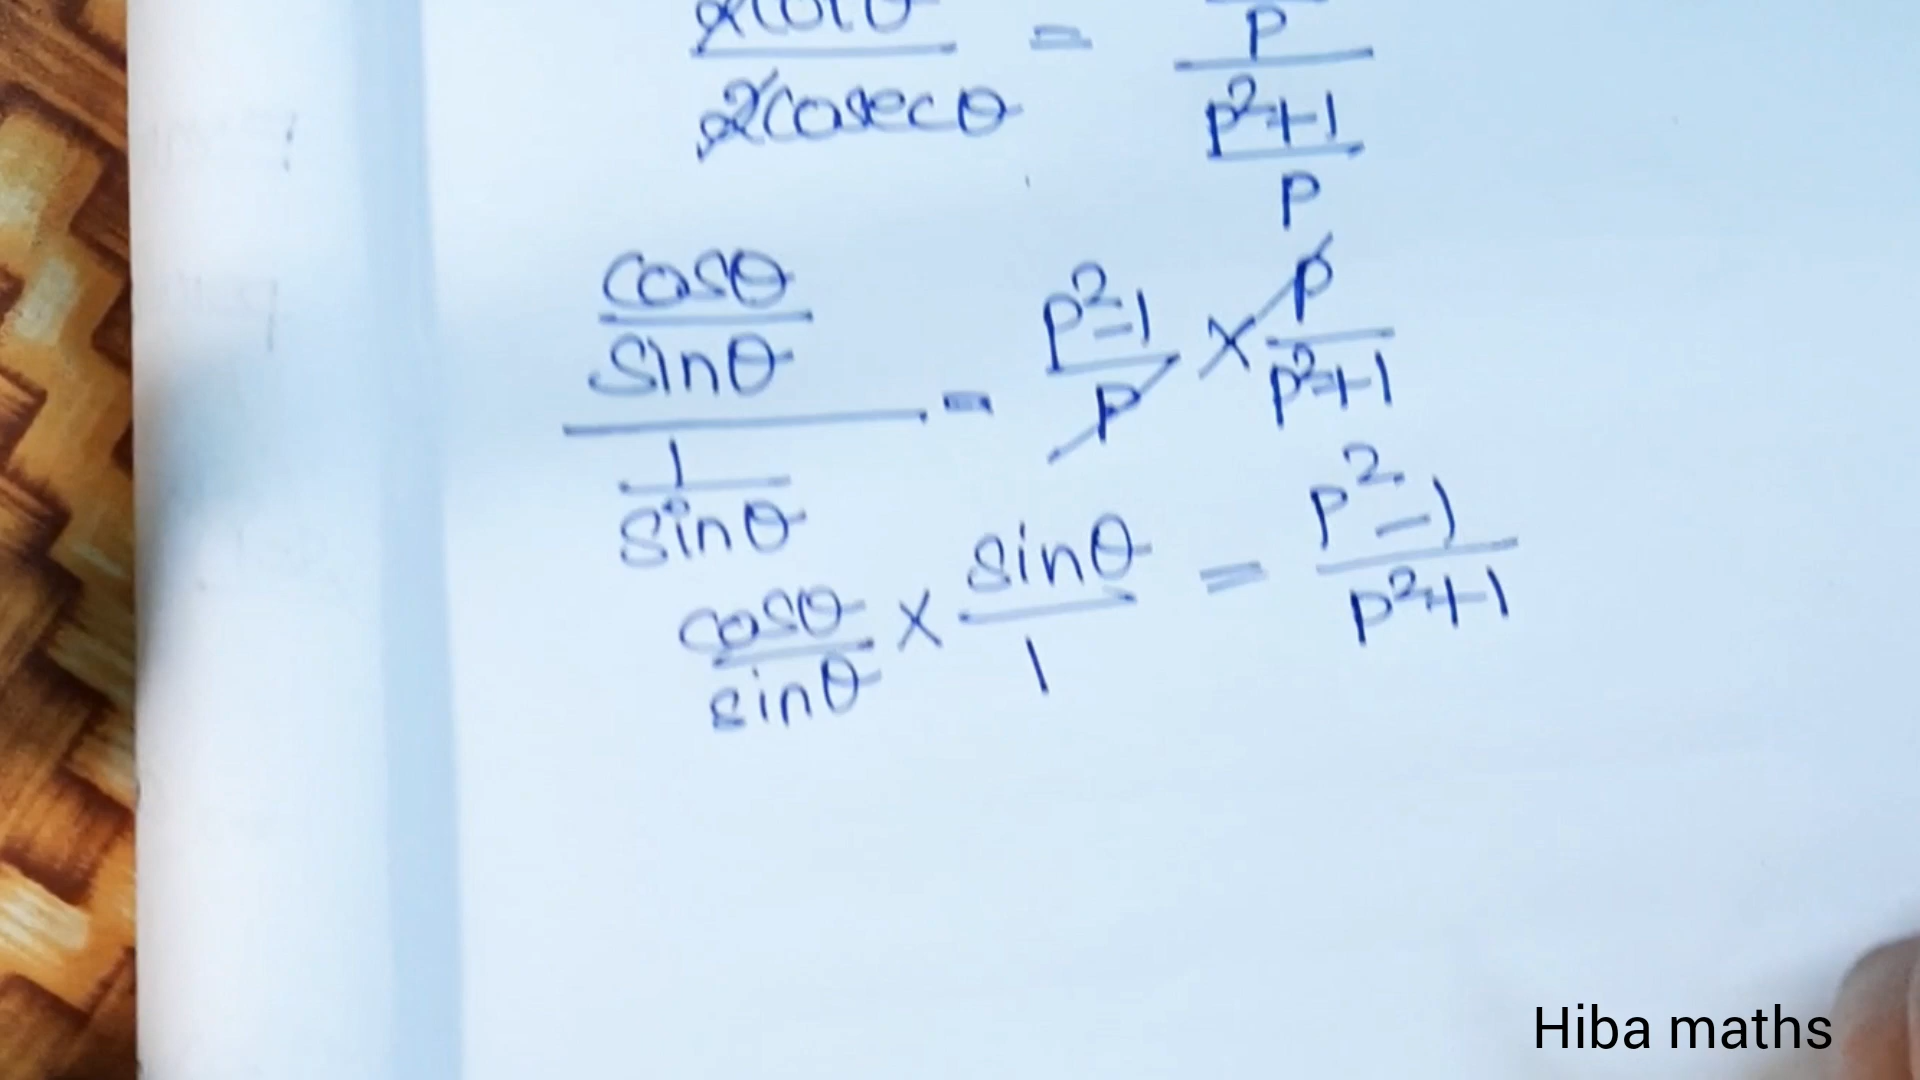 2cotθ / 2cosecθ = p / (p²+1 / p)
cosθ/sinθ / 1/sinθ = p²-1/p × p/p²+1
cosθ/sinθ × sinθ/1 = p²-1/p²+1
Hiba maths